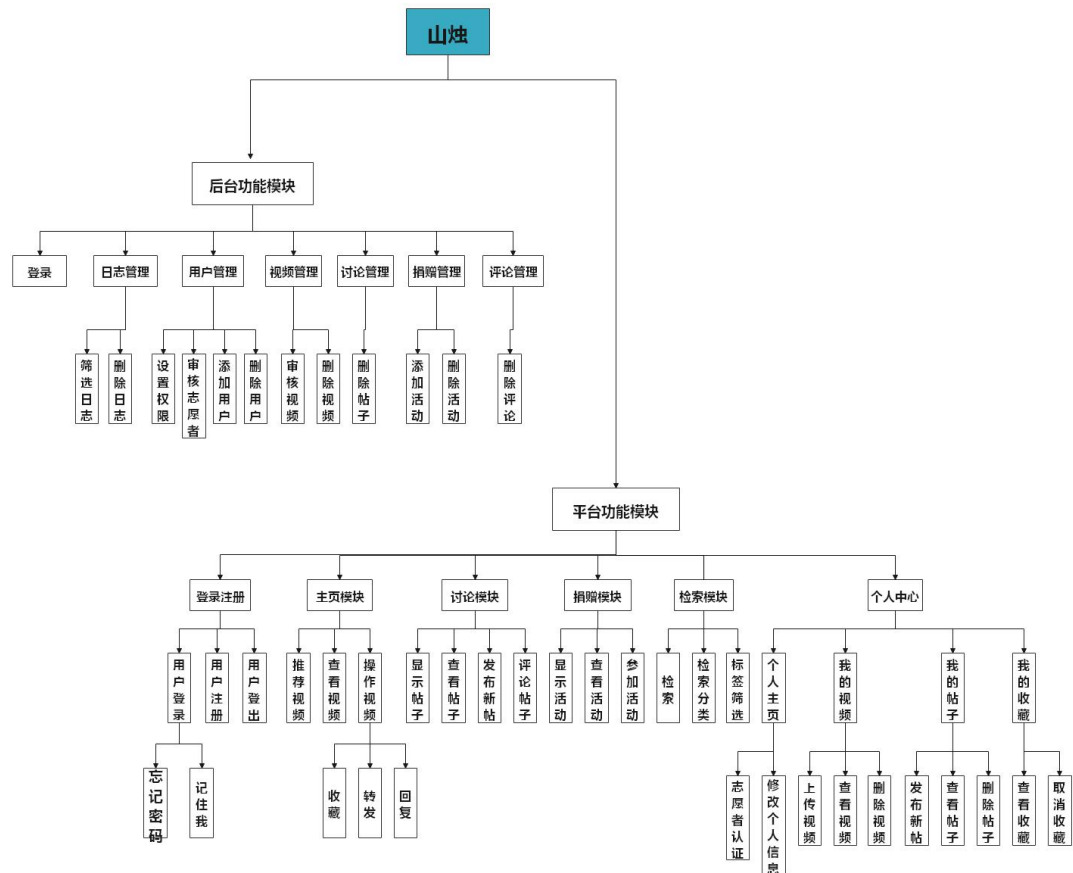 山烛
后台功能模块
登录
日志管理
用户管理
视频管理
讨论管理
捐赠管理
评论管理
筛选日志
删除日志
设置权限
审核志愿者
添加用户
删除用户
审核视频
删除视频
删除帖子
添加活动
删除活动
删除评论
平台功能模块
登录注册
主页模块
讨论模块
捐赠模块
检索模块
个人中心
用户登录
用户注册
用户登出
推荐视频
查看视频
操作视频
显示帖子
查看帖子
发布新帖
评论帖子
显示活动
查看活动
参加活动
检索
检索分类
标签筛选
个人主页
我的视频
我的帖子
我的收藏
忘记密码
记住我
收藏
转发
回复
志愿者认证
修改个人信息
上传视频
查看视频
删除视频
发布新帖
查看帖子
删除帖子
查看收藏
取消收藏